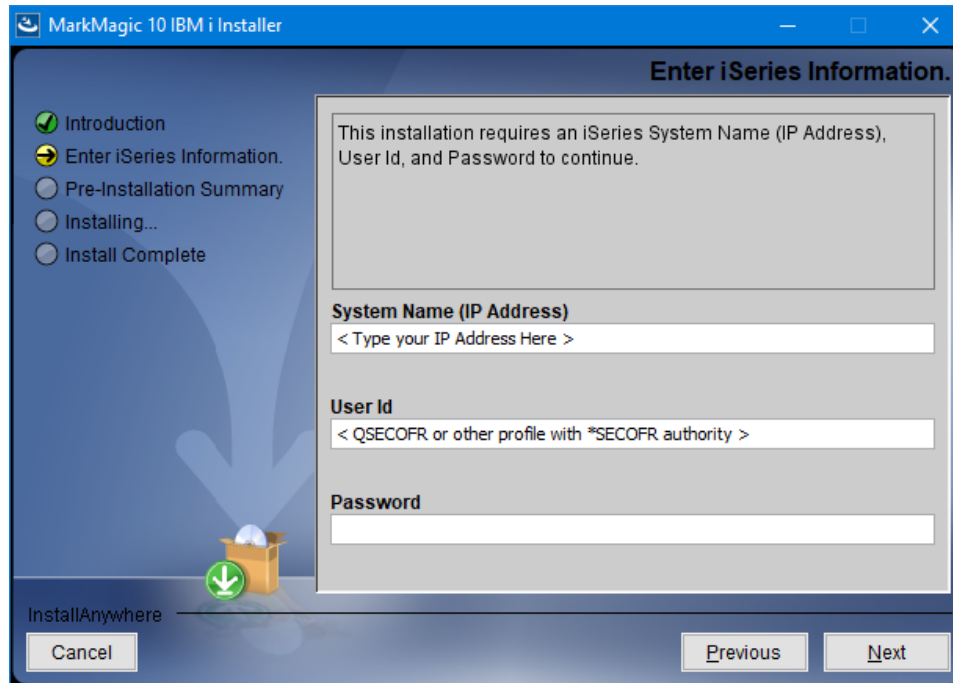 MarkMagic 10 IBM i Installer
Enter iSeries Information.
Introduction
Enter iSeries Information.
Pre-Installation Summary
Installing...
Install Complete
This installation requires an iSeries System Name (IP Address),
User Id, and Password to continue.
System Name (IP Address)
< Type your IP Address Here >
User Id
< QSECOFR or other profile with *SECOFR authority >
Password
InstallAnywhere
Cancel
Previous
Next